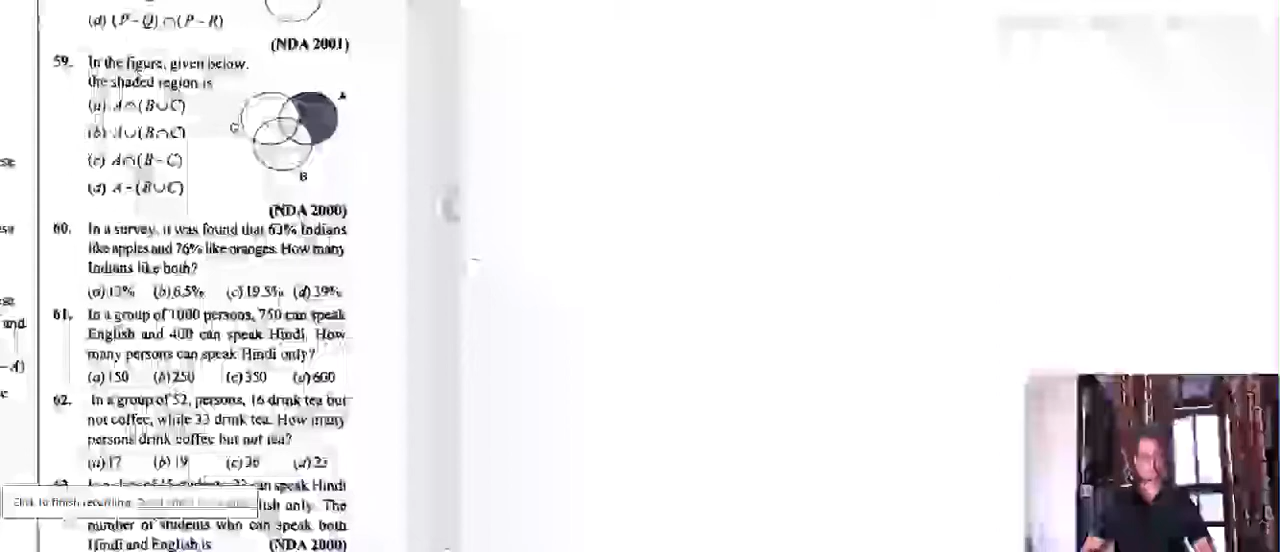 (d) (P – Q) ∩ (P – R)
(NDA 2001)
59. In the figure, given below,
the shaded region is
(a) A ∩ (B ∪ C)
(b) A ∪ (B ∩ C)
(c) A ∩ (B – C)
(d) A – (B ∪ C)
A
C
B
(NDA 2000)
60. In a survey, it was found that 63% Indians
like apples and 76% like oranges. How many
Indians like both?
(a) 13% (b) 6.5% (c) 19.5% (d) 39%
61. In a group of 1000 persons, 750 can speak
English and 400 can speak Hindi. How
many persons can speak Hindi only?
(a) 150 (b) 250 (c) 350 (d) 600
62. In a group of 52, persons, 16 drink tea but
not coffee, while 33 drink tea. How many
persons drink coffee but not tea?
(a) 17 (b) 19 (c) 36 (d) 23
can speak Hindi
Click to finish recording
only. The
number of students who can speak both
Hindi and English is (NDA 2000)
and